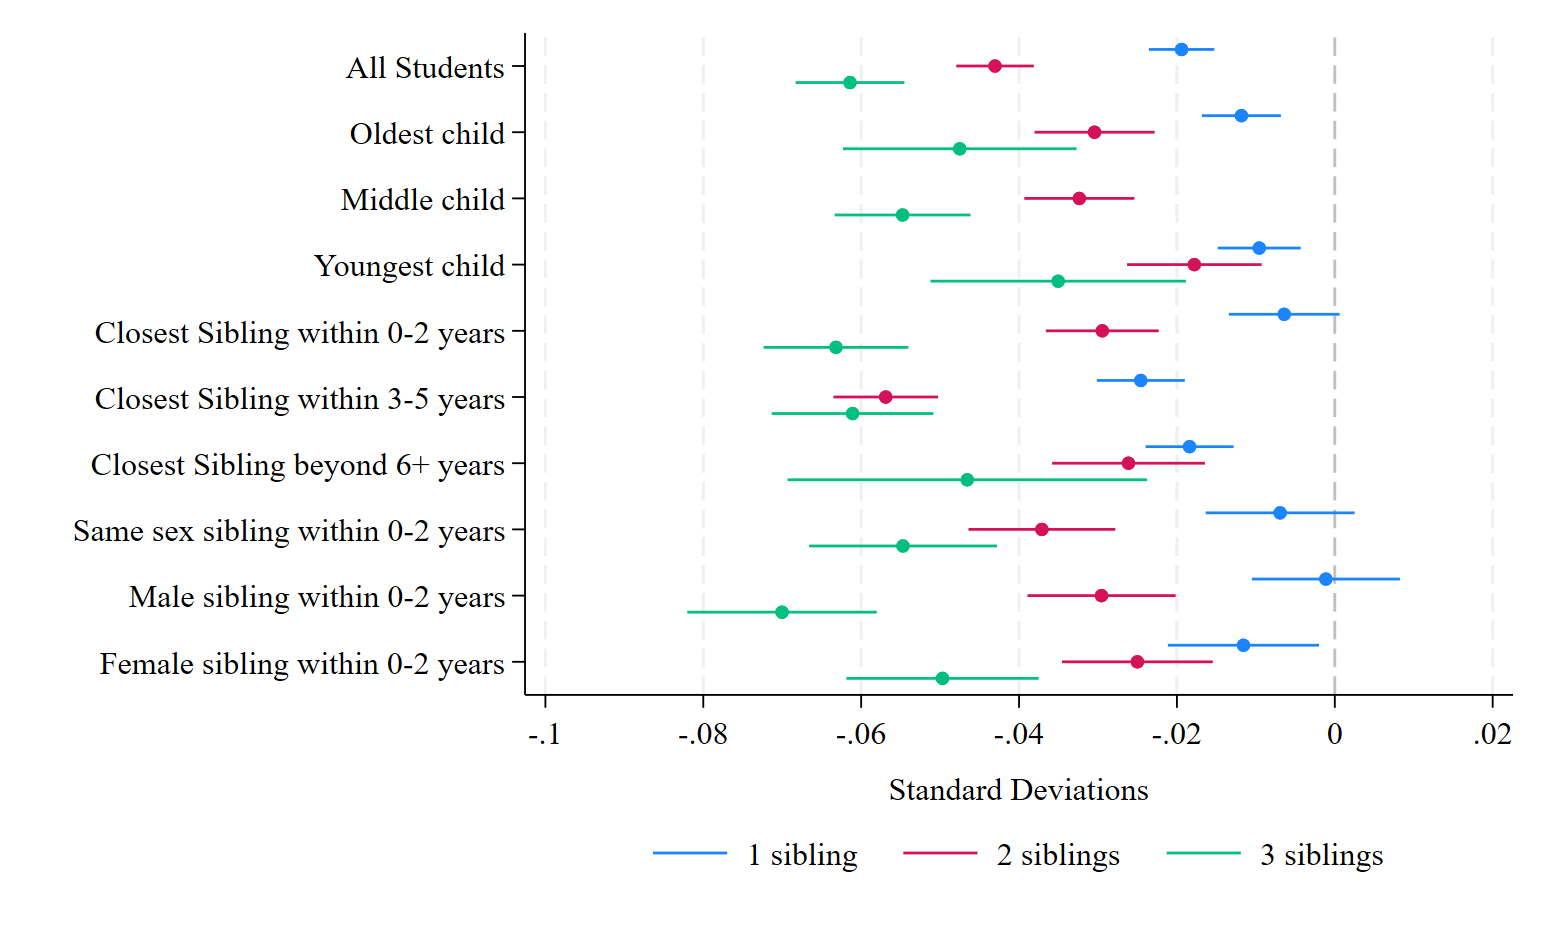 All Students
Oldest child
Middle child
Youngest child
Closest Sibling within 0-2 years
Closest Sibling within 3-5 years
Closest Sibling beyond 6+ years
Same sex sibling within 0-2 years
Male sibling within 0-2 years
Female sibling within 0-2 years
-.1 -.08 -.06 -.04 -.02 0 .02
Standard Deviations
1 sibling 2 siblings 3 siblings